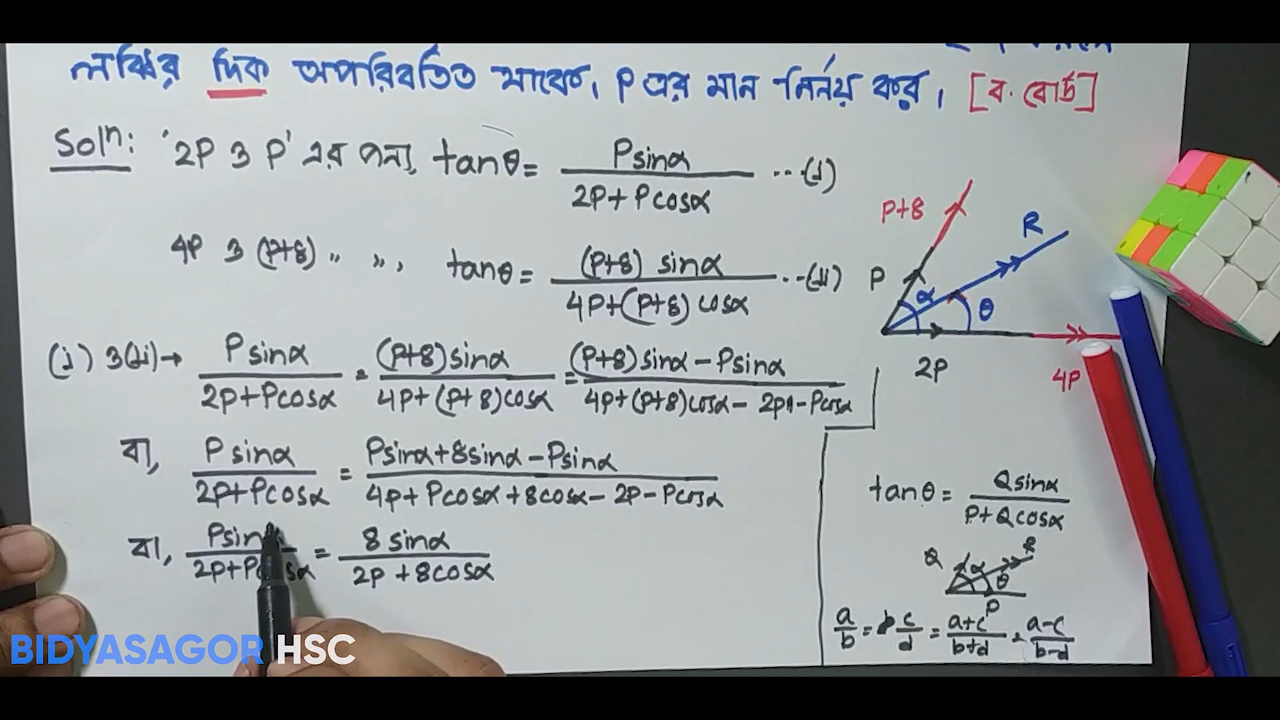 লব্ধির দিক অপরিবর্তিত থাকে। P এর মান নির্নয় কর। [ব. বোর্ড]
Solⁿ: '2P ও P' এর জন্য, tanθ = Psinα / 2P+Pcosα ...(i)
4P ও (P+8) " ", tanθ = (P+8) sinα / 4P+(P+8) cosα ...(ii)
(i) ও (ii)→ Psinα / 2P+Pcosα = (P+8)sinα / 4P+(P+8)cosα = (P+8)sinα - Psinα / 4P+(P+8)cosα - 2P - Pcosα
বা, Psinα / 2P+Pcosα = Psinα+8sinα-Psinα / 4P+Pcosα+8cosα-2P-Pcosα
বা, Psin / 2P+Pcosα = 8 sinα / 2P+8cosα
P+8
R
P
α
θ
2P
4P
tanθ = Qsinα / P+Qcosα
Q
α
R
θ
P
a/b = c/d = a+c/b+d = a-c/b-d
BIDYASAGOR HSC